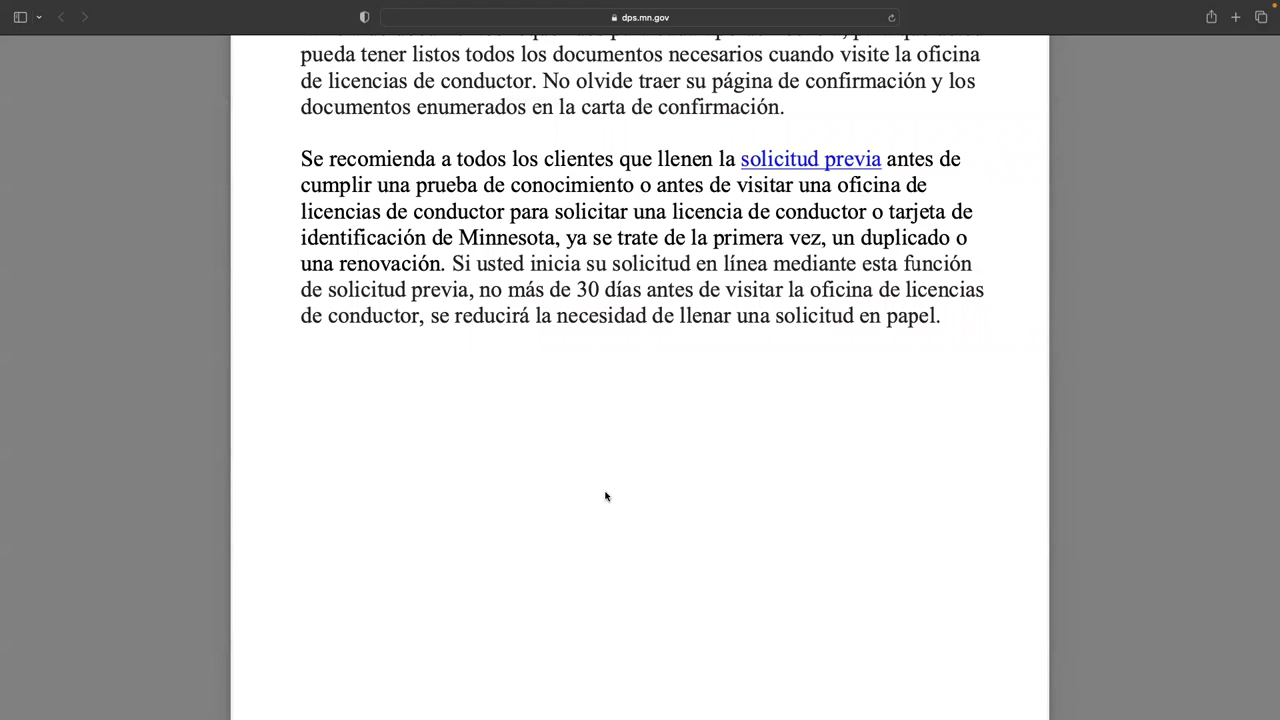 dps.mn.gov
pueda tener listos todos los documentos necesarios cuando visite la oficina
de licencias de conductor. No olvide traer su página de confirmación y los
documentos enumerados en la carta de confirmación.
Se recomienda a todos los clientes que llenen la solicitud previa antes de
cumplir una prueba de conocimiento o antes de visitar una oficina de
licencias de conductor para solicitar una licencia de conductor o tarjeta de
identificación de Minnesota, ya se trate de la primera vez, un duplicado o
una renovación. Si usted inicia su solicitud en línea mediante esta función
de solicitud previa, no más de 30 días antes de visitar la oficina de licencias
de conductor, se reducirá la necesidad de llenar una solicitud en papel.